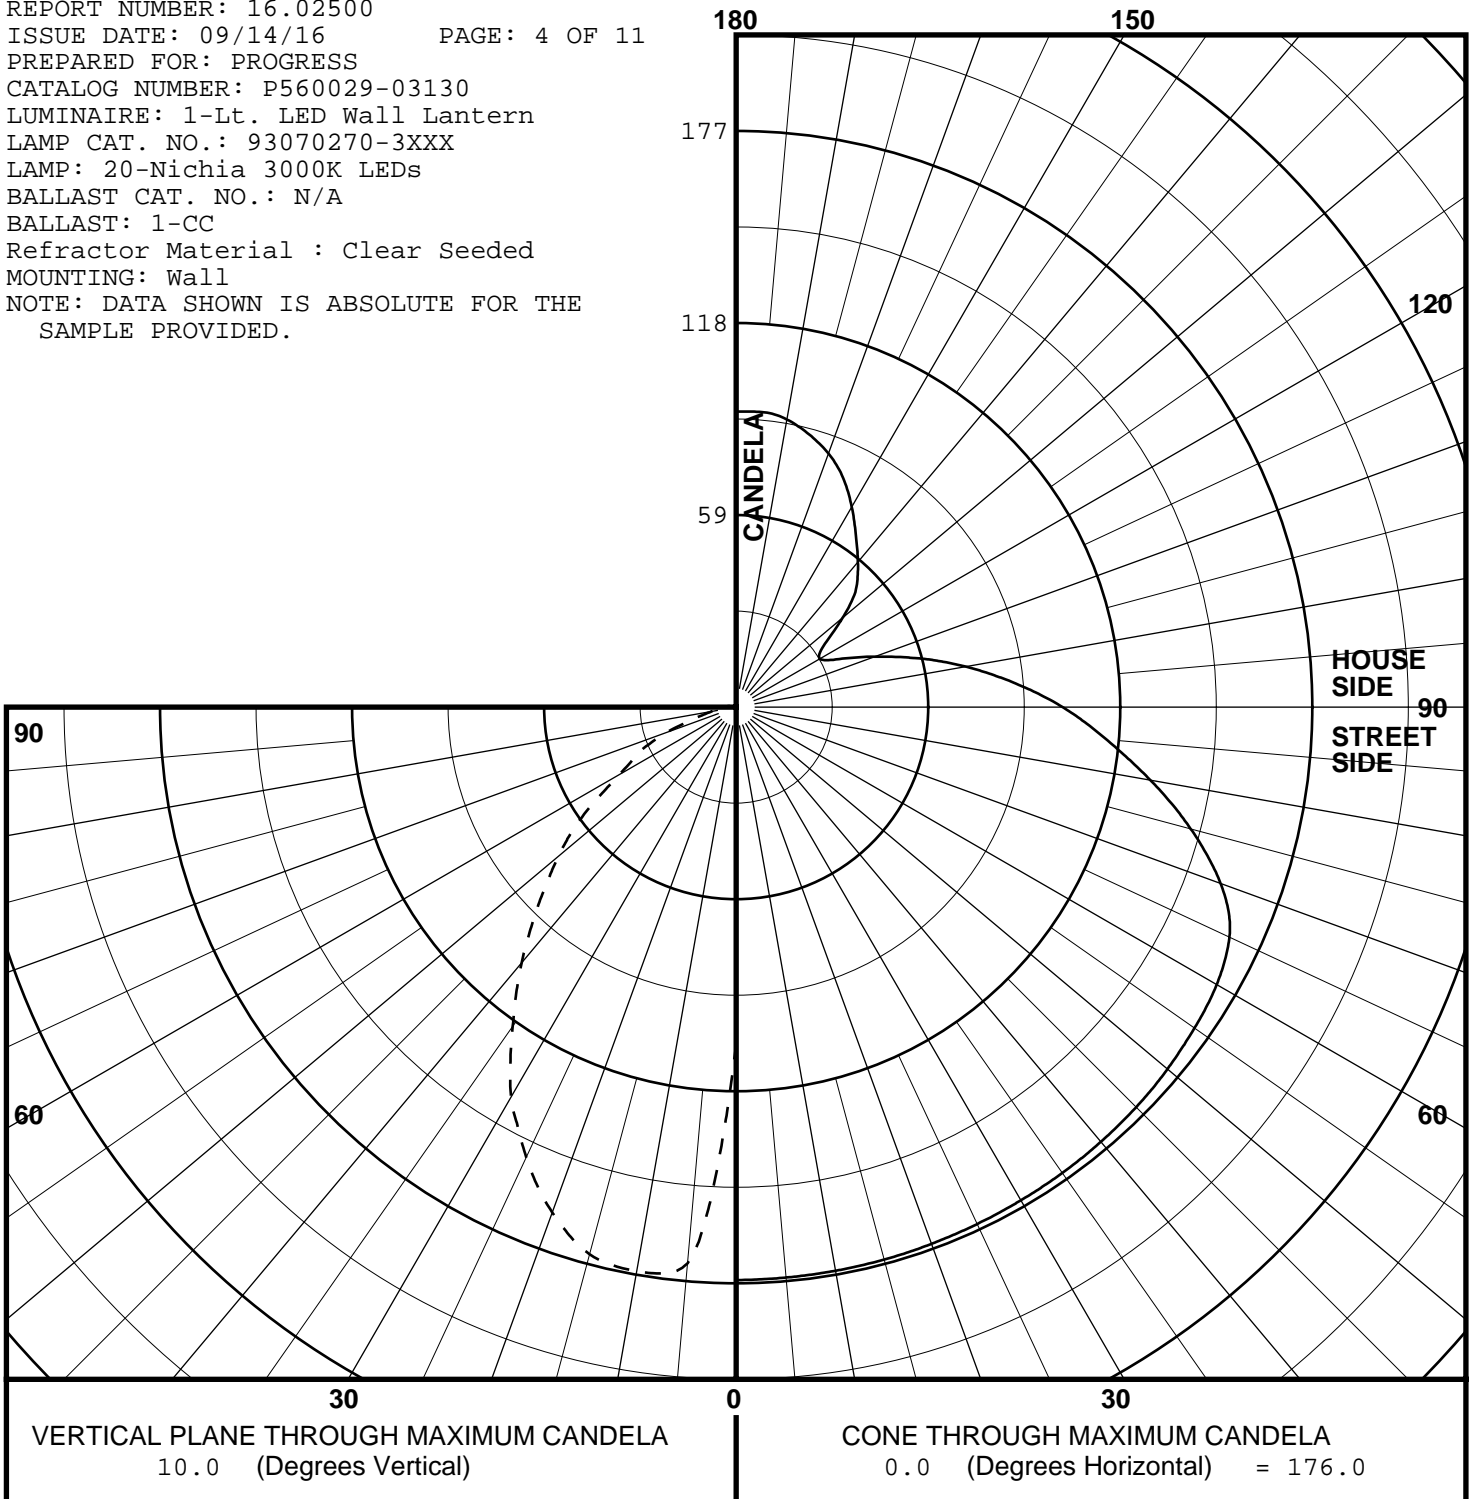 REPORT NUMBER: 16.02500
ISSUE DATE: 09/14/16 PAGE: 4 OF 11
PREPARED FOR: PROGRESS
CATALOG NUMBER: P560029-03130
LUMINAIRE: 1-Lt. LED Wall Lantern
LAMP CAT. NO.: 93070270-3XXX
LAMP: 20-Nichia 3000K LEDs
BALLAST CAT. NO.: N/A
BALLAST: 1-CC
Refractor Material : Clear Seeded
MOUNTING: Wall
NOTE: DATA SHOWN IS ABSOLUTE FOR THE
SAMPLE PROVIDED.
180
150
177
120
118
CANDELA
59
HOUSE
SIDE
90
90
STREET
SIDE
60
60
30
0
30
VERTICAL PLANE THROUGH MAXIMUM CANDELA
10.0 (Degrees Vertical)
CONE THROUGH MAXIMUM CANDELA
0.0 (Degrees Horizontal) = 176.0